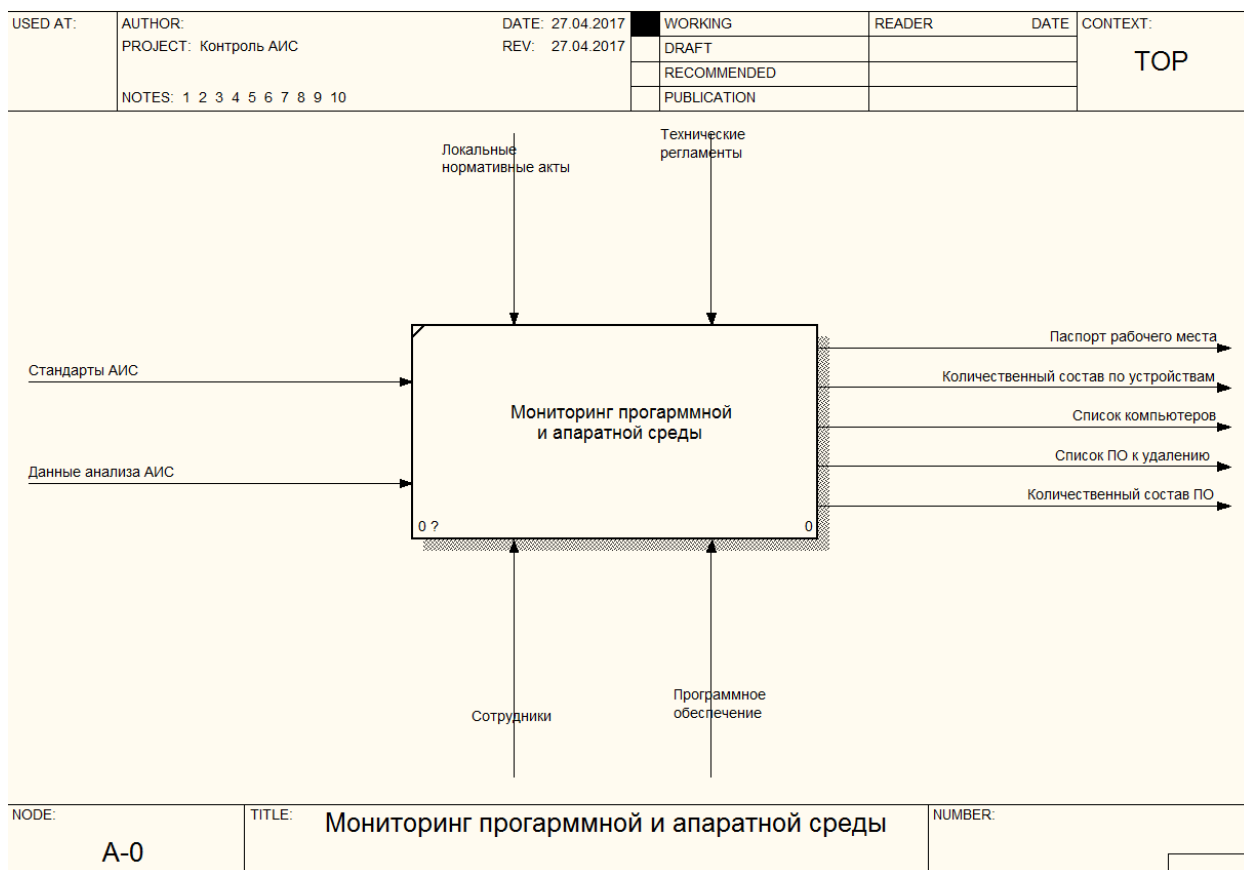 USED AT:
AUTHOR:
DATE: 27.04.2017
WORKING
READER
DATE
CONTEXT:
PROJECT: Контроль АИС
REV: 27.04.2017
DRAFT
TOP
RECOMMENDED
NOTES: 1 2 3 4 5 6 7 8 9 10
PUBLICATION
Локальные
нормативные акты
Технические
регламенты
Стандарты АИС
Данные анализа АИС
Мониторинг прогарммной
и апаратной среды
0 ?
0
Паспорт рабочего места
Количественный состав по устройствам
Список компьютеров
Список ПО к удалению
Количественный состав ПО
Сотрудники
Программное
обеспечение
NODE:
A-0
TITLE:
Мониторинг прогарммной и апаратной среды
NUMBER: